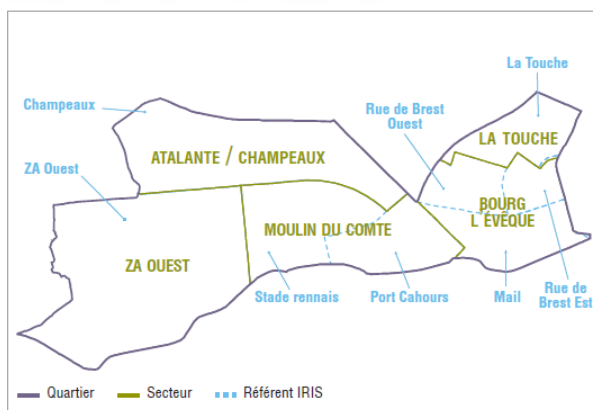 La Touche
Champeaux
Rue de Brest
Ouest
LA TOUCHE
ATALANTE / CHAMPEAUX
ZA Ouest
BOURG
L'ÉVÊQUE
MOULIN DU COMTE
ZA OUEST
Stade rennais
Port Cahours
Mail
Rue de
Brest Est
Quartier
Secteur
Référent IRIS